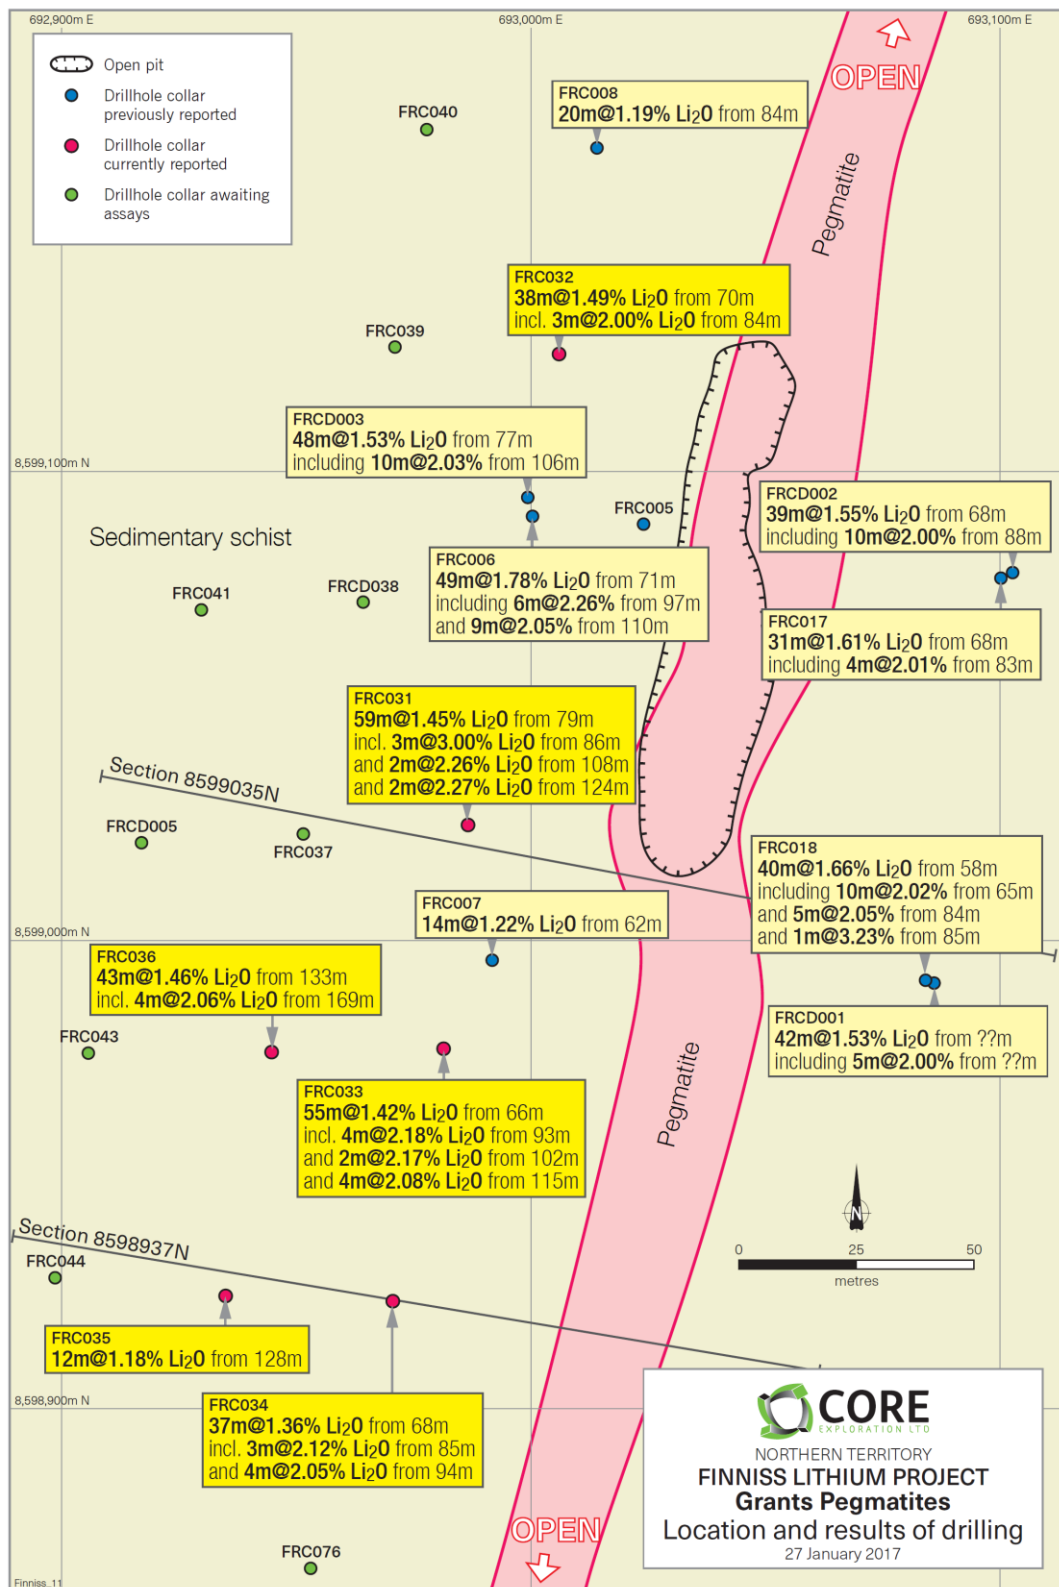 692,900m E
693,000m E
693,100m E
Open pit
Drillhole collar
previously reported
Drillhole collar
currently reported
Drillhole collar awaiting
assays
OPEN
FRC040
FRC008
20m@1.19% Li2O from 84m
Pegmatite
FRC032
38m@1.49% Li2O from 70m
incl. 3m@2.00% Li2O from 84m
FRC039
FRCD003
48m@1.53% Li2O from 77m
including 10m@2.03% from 106m
8,599,100m N
FRC005
FRCD002
39m@1.55% Li2O from 68m
including 10m@2.00% from 88m
Sedimentary schist
FRC006
49m@1.78% Li2O from 71m
including 6m@2.26% from 97m
and 9m@2.05% from 110m
FRC041
FRCD038
FRC017
31m@1.61% Li2O from 68m
including 4m@2.01% from 83m
FRC031
59m@1.45% Li2O from 79m
incl. 3m@3.00% Li2O from 86m
and 2m@2.26% Li2O from 108m
and 2m@2.27% Li2O from 124m
Section 8599035N
FRCD005
FRC037
FRC018
40m@1.66% Li2O from 58m
including 10m@2.02% from 65m
and 5m@2.05% from 84m
and 1m@3.23% from 85m
FRC007
14m@1.22% Li2O from 62m
8,599,000m N
FRC036
43m@1.46% Li2O from 133m
incl. 4m@2.06% Li2O from 169m
FRCD001
42m@1.53% Li2O from ??m
including 5m@2.00% from ??m
FRC043
FRC033
55m@1.42% Li2O from 66m
incl. 4m@2.18% Li2O from 93m
and 2m@2.17% Li2O from 102m
and 4m@2.08% Li2O from 115m
Pegmatite
N
0 25 50
metres
Section 8598937N
FRC044
FRC035
12m@1.18% Li2O from 128m
8,598,900m N
FRC034
37m@1.36% Li2O from 68m
incl. 3m@2.12% Li2O from 85m
and 4m@2.05% Li2O from 94m
OPEN
FRC076
Finniss_11
CORE
EXPLORATION LTD
NORTHERN TERRITORY
FINNISS LITHIUM PROJECT
Grants Pegmatites
Location and results of drilling
27 January 2017